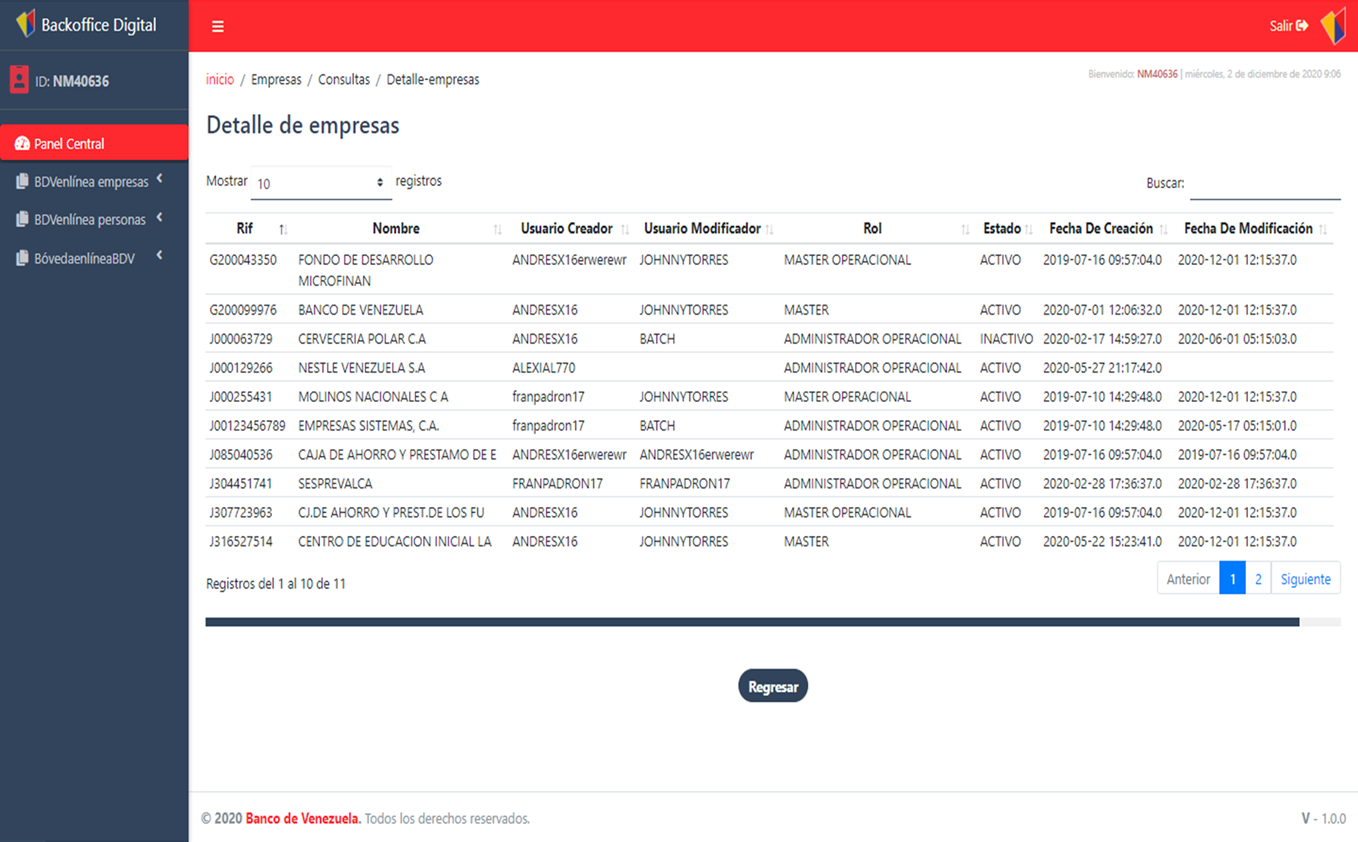 Backoffice Digital
Salir
ID: NM40636
inicio / Empresas / Consultas / Detalle-empresas
Bienvenido: NM40636 | miércoles, 2 de diciembre de 2020 9:06
Detalle de empresas
Panel Central
BDVenlínea empresas
BDVenlínea personas
BóvedaenlíneaBDV
Mostrar 10 registros
Buscar:
Rif Nombre Usuario Creador Usuario Modificador Rol Estado Fecha De Creación Fecha De Modificación
G200043350 FONDO DE DESARROLLO ANDRESX16erwerewr JOHNNYTORRES MASTER OPERACIONAL ACTIVO 2019-07-16 09:57:04.0 2020-12-01 12:15:37.0
MICROFINAN
G200099976 BANCO DE VENEZUELA ANDRESX16 JOHNNYTORRES MASTER ACTIVO 2020-07-01 12:06:32.0 2020-12-01 12:15:37.0
J000063729 CERVECERIA POLAR C.A ANDRESX16 BATCH ADMINISTRADOR OPERACIONAL INACTIVO 2020-02-17 14:59:27.0 2020-06-01 05:15:03.0
J000129266 NESTLE VENEZUELA S.A ALEXIAL770 ADMINISTRADOR OPERACIONAL ACTIVO 2020-05-27 21:17:42.0
J000255431 MOLINOS NACIONALES C A franpadron17 JOHNNYTORRES MASTER OPERACIONAL ACTIVO 2019-07-10 14:29:48.0 2020-12-01 12:15:37.0
J00123456789 EMPRESAS SISTEMAS, C.A. franpadron17 BATCH ADMINISTRADOR OPERACIONAL ACTIVO 2019-07-10 14:29:48.0 2020-05-17 05:15:01.0
J085040536 CAJA DE AHORRO Y PRESTAMO DE E ANDRESX16erwerewr ANDRESX16erwerewr ADMINISTRADOR OPERACIONAL ACTIVO 2019-07-16 09:57:04.0 2019-07-16 09:57:04.0
J304451741 SESPREVALCA FRANPADRON17 FRANPADRON17 ADMINISTRADOR OPERACIONAL ACTIVO 2020-02-28 17:36:37.0 2020-02-28 17:36:37.0
J307723963 CJ.DE AHORRO Y PREST.DE LOS FU ANDRESX16 JOHNNYTORRES MASTER OPERACIONAL ACTIVO 2019-07-16 09:57:04.0 2020-12-01 12:15:37.0
J316527514 CENTRO DE EDUCACION INICIAL LA ANDRESX16 JOHNNYTORRES MASTER ACTIVO 2020-05-22 15:23:41.0 2020-12-01 12:15:37.0
Registros del 1 al 10 de 11
Anterior 1 2 Siguiente
Regresar
© 2020 Banco de Venezuela. Todos los derechos reservados.
V - 1.0.0